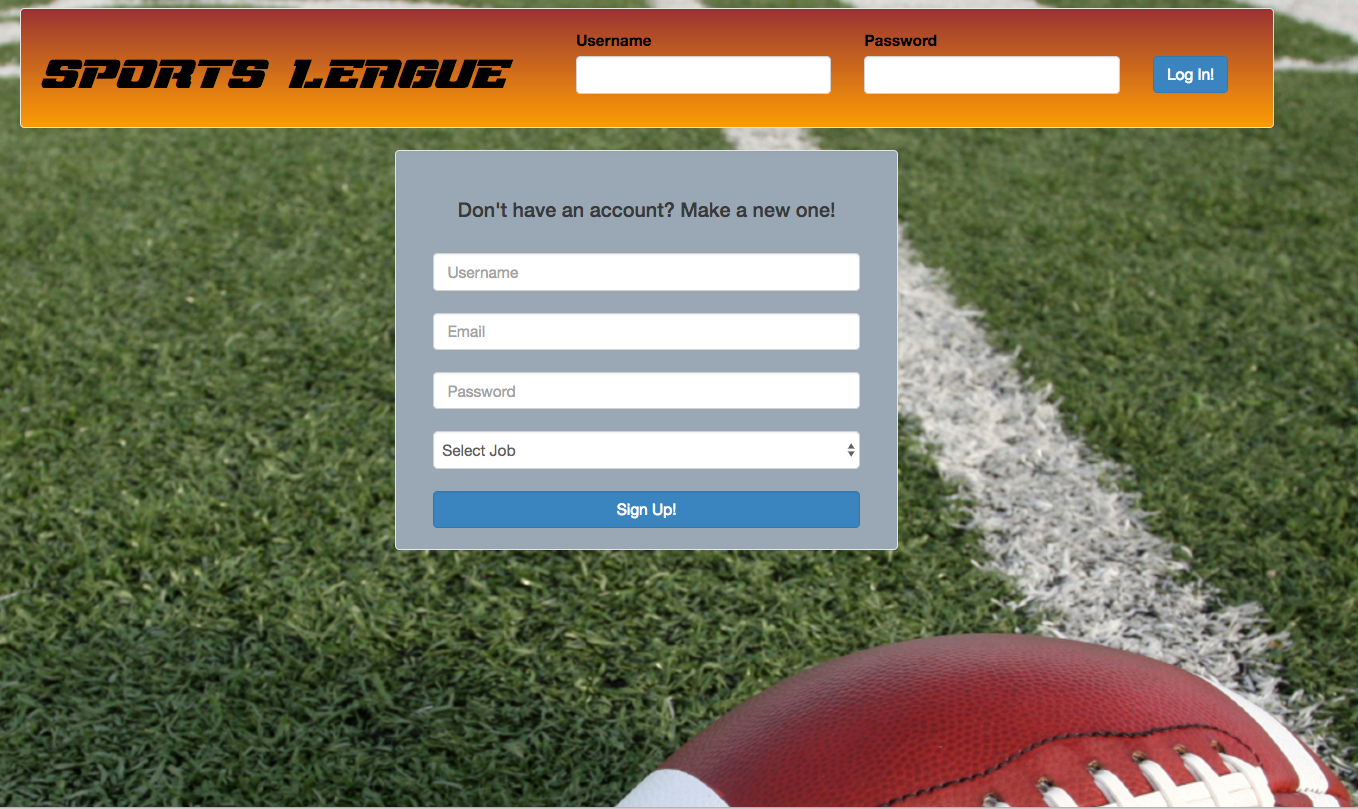 Username
Password
SPORTS LEAGUE
Log In!
Don't have an account? Make a new one!
Username
Email
Password
Select Job
Sign Up!